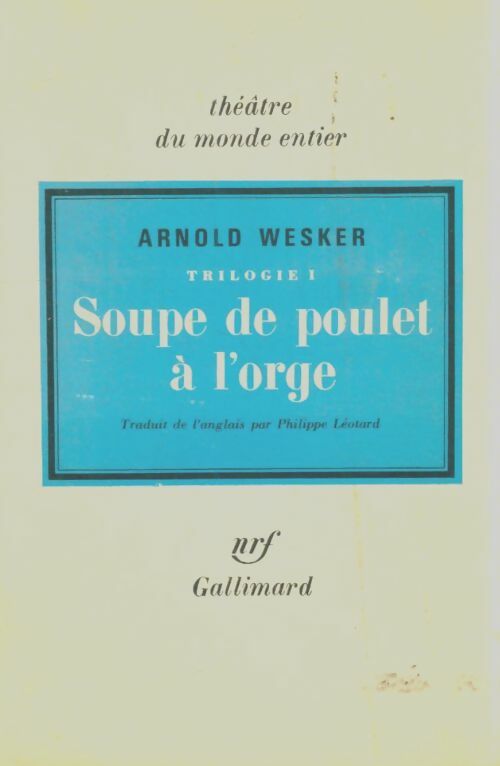 théâtre
du monde entier
ARNOLD WESKER
TRILOGIE I
Soupe de poulet
à l'orge
Traduit de l'anglais par Philippe Léotard
nrf
Gallimard